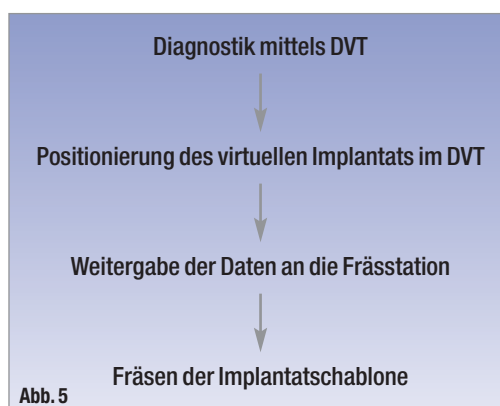 Diagnostik mittels DVT
Positionierung des virtuellen Implantats im DVT
Weitergabe der Daten an die Frässtation
Fräsen der Implantatschablone
Abb. 5